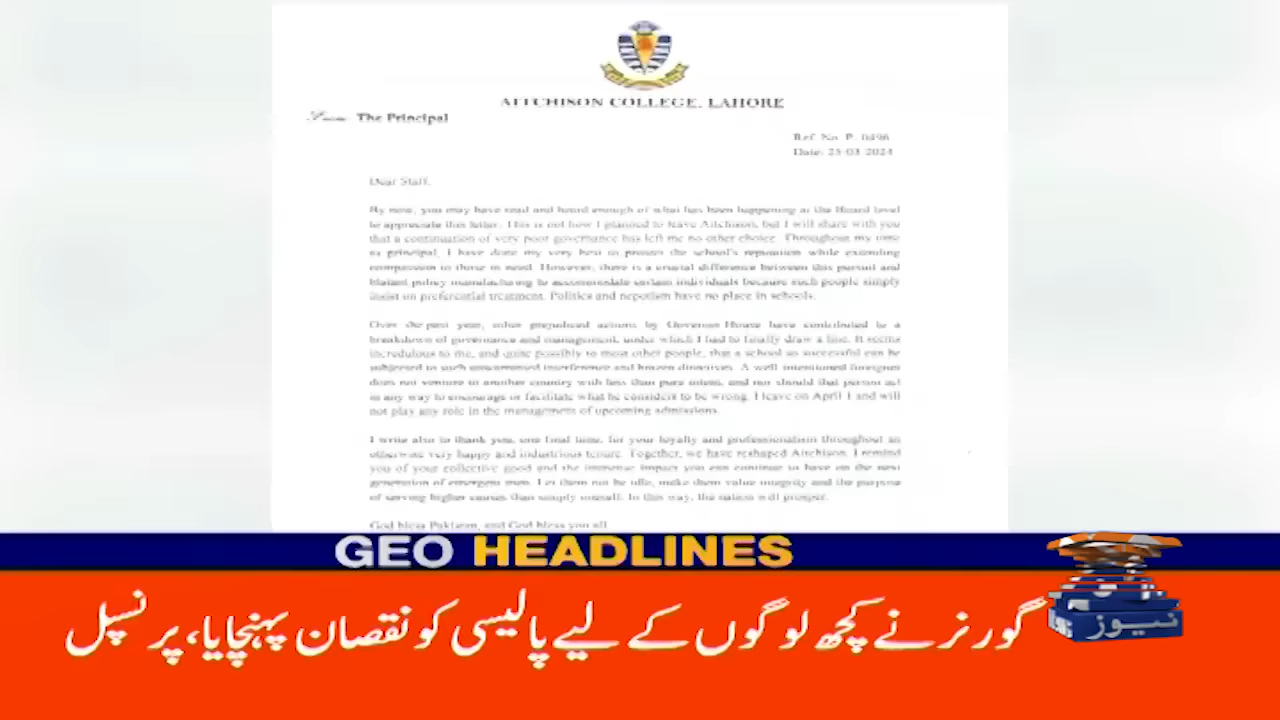 AITCHISON COLLEGE, LAHORE
From: The Principal
Ref. No. P. 0496
Date: 25-03-2024
Dear Staff,
By now, you may have read and heard enough of what has been happening at the Board level
to appreciate this letter. This is not how I planned to leave Aitchison, but I will share with you
that a continuation of very poor governance has left me no other choice. Throughout my time
as principal, I have done my very best to protect the school's reputation while extending
compassion to those in need. However, there is a crucial difference between this pursuit and
blatant policy manufacturing to accommodate certain individuals because such people simply
insist on preferential treatment. Politics and nepotism have no place in schools.
Over the past year, other prejudiced actions by Governor House have contributed to a
breakdown of governance and management, under which I had to finally draw a line. It seems
incredulous to me, and quite possibly to most other people, that a school so successful can be
subjected to such unwarranted interference and brazen directives. A well-intentioned foreigner
does not venture to another country with less than pure intent, and nor should that person act
in any way to encourage or facilitate what he considers to be wrong. I leave on April 1 and will
not play any role in the management of upcoming admissions.
I write also to thank you, one final time, for your loyalty and professionalism throughout an
otherwise very happy and industrious tenure. Together, we have reshaped Aitchison. I remind
you of your collective good and the immense impact you can continue to have on the next
generation of emergent men. Let them not be idle, make them value integrity and the purpose
of serving higher causes than simply oneself. In this way, the nation will prosper.
God bless Pakistan, and God bless you all
GEO HEADLINES
نیوز
گورنر نے کچھ لوگوں کے لیے پالیسی کو نقصان پہنچایا، پرنسپل